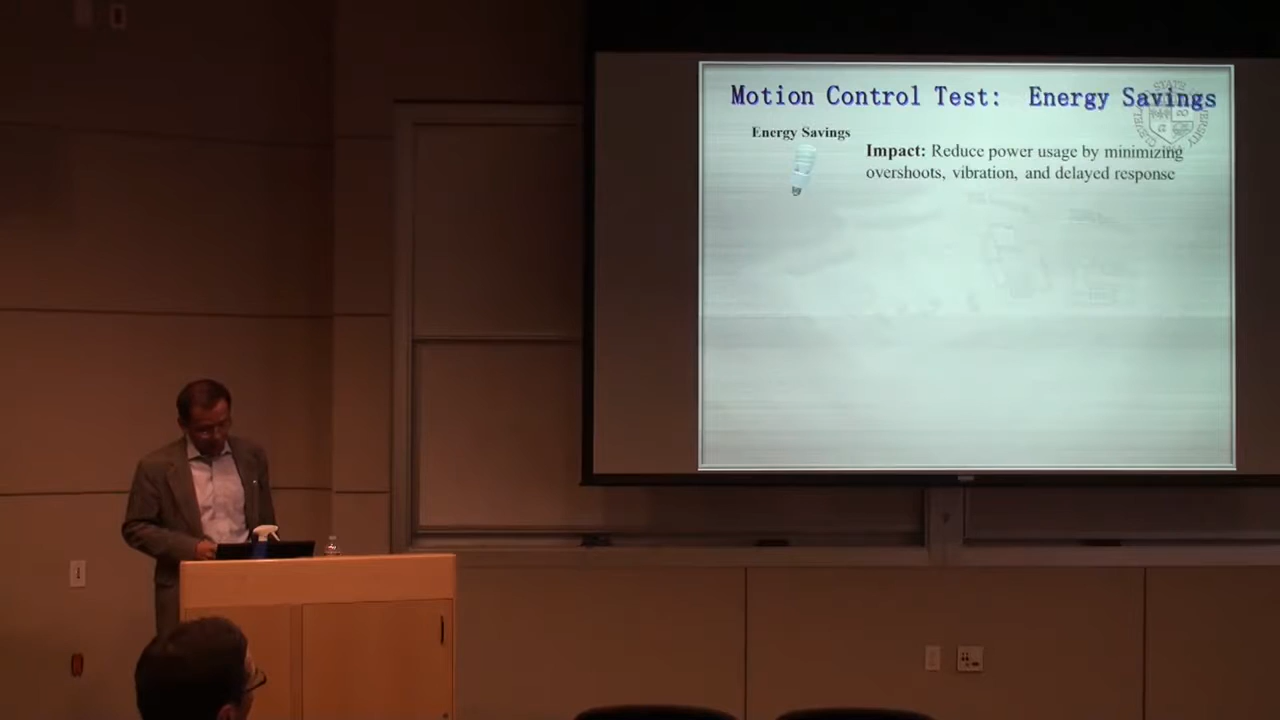 Motion Control Test: Energy Savings
Energy Savings
Impact: Reduce power usage by minimizing
overshoots, vibration, and delayed response